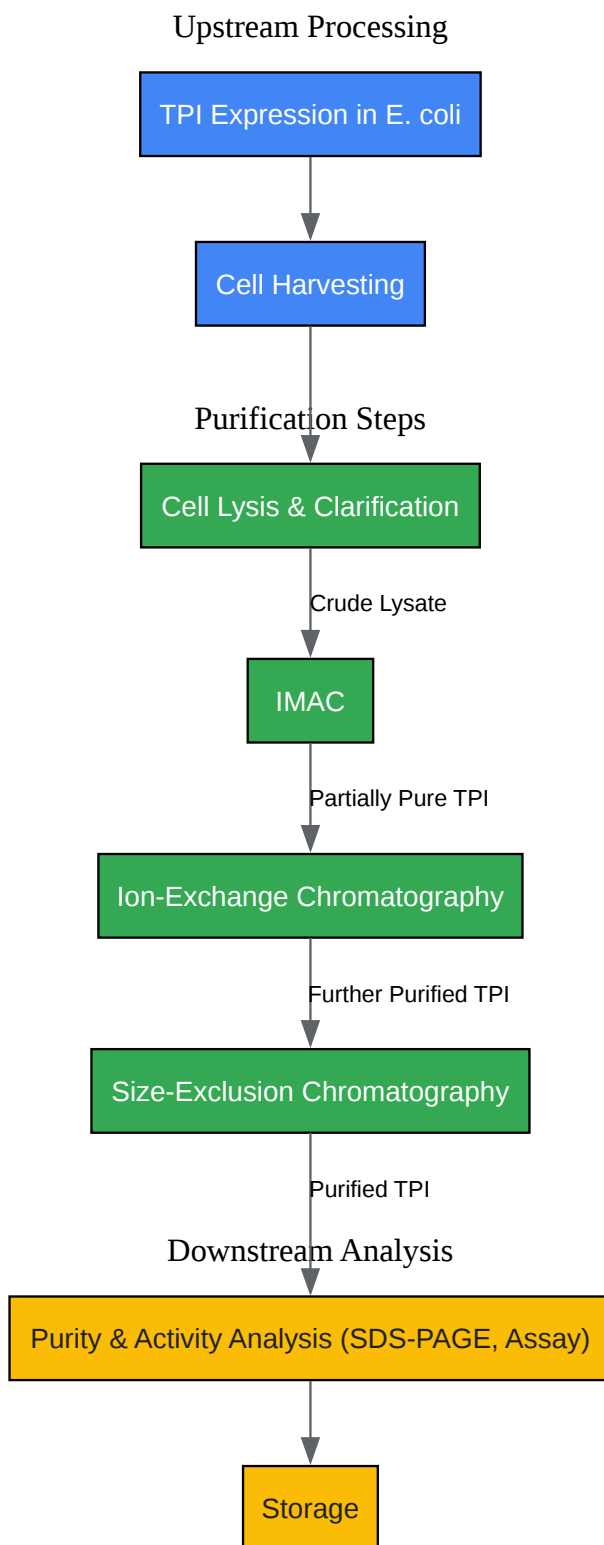 Upstream Processing
TPI Expression in E. coli
Cell Harvesting
Purification Steps
Cell Lysis & Clarification
Crude Lysate
IMAC
Partially Pure TPI
Ion-Exchange Chromatography
Further Purified TPI
Size-Exclusion Chromatography
Purified TPI
Downstream Analysis
Purity & Activity Analysis (SDS-PAGE, Assay)
Storage